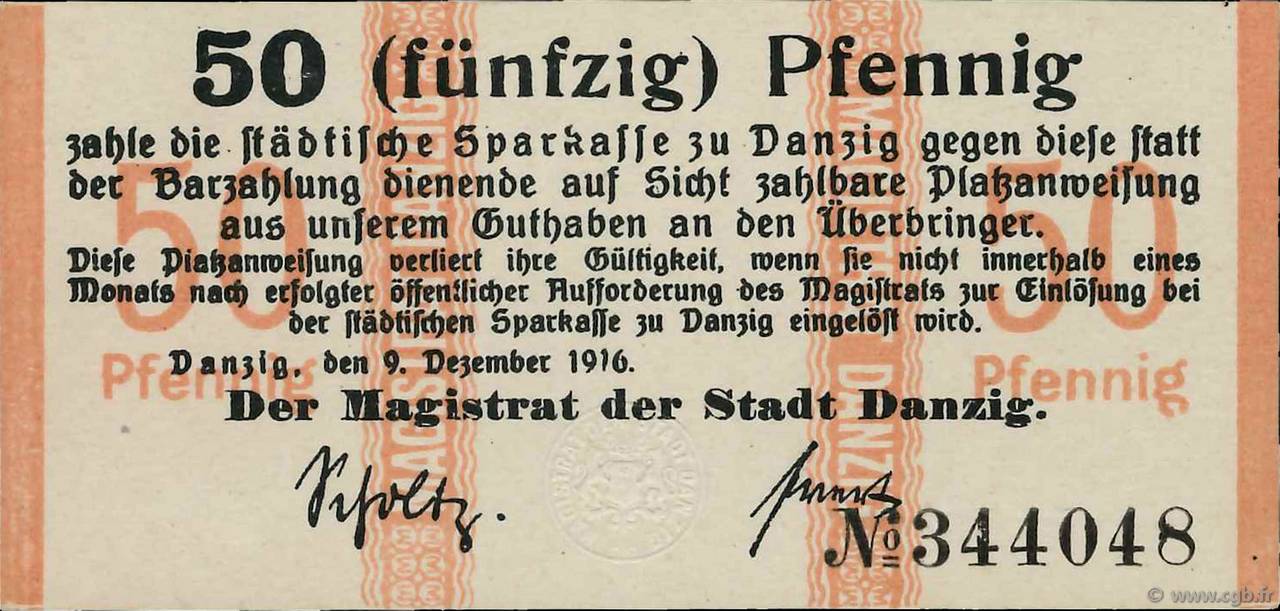 50 (fünfzig) Pfennig
zahle die städtische Sparkasse zu Danzig gegen diese statt
der Barzahlung dienende auf Sicht zahlbare Platzanweisung
aus unserem Guthaben an den Überbringer.
Diese Platzanweisung verliert ihre Gültigkeit, wenn sie nicht innerhalb eines
Monats nach erfolgter öffentlicher Aufforderung des Magistrats zur Einlösung bei
der städtischen Sparkasse zu Danzig eingelöst wird.
Danzig, den 9. Dezember 1916.
Der Magistrat der Stadt Danzig.
50
Pfennig
50
Pfennig
Scholtz.
No 344048
© www.cgb.fr